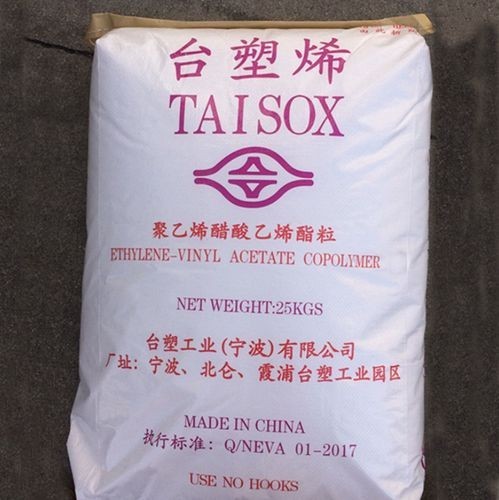 台塑烯
TAISOX
聚乙烯醋酸乙烯酯粒
ETHYLENE-VINYL ACETATE COPOLYMER
NET WEIGHT:25KGS
台塑工业(宁波)有限公司
厂址：宁波、北仑、霞浦台塑工业园区
MADE IN CHINA
执行标准：Q/NEVA 01-2017
USE NO HOOKS